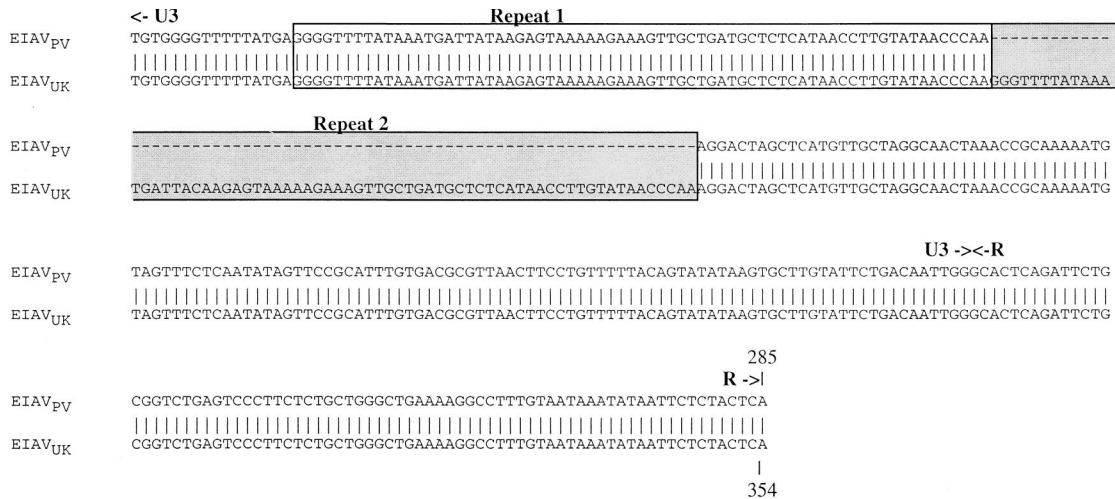 <- U3
Repeat 1
EIAVPV TGTGGGGTTTTTATGAGGGGTTTTATAAATGATTATAAGAGTAAAAAGAAAGTTGCTGATGCTCTCATAACCTTGTATAACCCAA------------
EIAVUK TGTGGGGTTTTTATGAGGGGTTTTATAAATGATTATAAGAGTAAAAAGAAAGTTGCTGATGCTCTCATAACCTTGTATAACCCAAGGGTTTTATAAA
Repeat 2
EIAVPV --------------------------------------------------------AGGACTAGCTCATGTTGCTAGGCAACTAAACCGCAAAAATG
EIAVUK TGATTACAAGAGTAAAAAGAAAGTTGCTGATGCTCTCATAACCTTGTATAACCCAAAGGACTAGCTCATGTTGCTAGGCAACTAAACCGCAAAAATG
U3 -><-R
EIAVPV TAGTTTCTCAATATAGTTCCGCATTTGTGACGCGTTAACTTCCTGTTTTTACAGTATATAAGTGCTTGTATTCTGACAATTGGGCACTCAGATTCTG
EIAVUK TAGTTTCTCAATATAGTTCCGCATTTGTGACGCGTTAACTTCCTGTTTTTACAGTATATAAGTGCTTGTATTCTGACAATTGGGCACTCAGATTCTG
285
R ->
EIAVPV CGGTCTGAGTCCCTTCTCTGCTGGGCTGAAAAGGCCTTTGTAATAAATATAATTCTCTACTCA
EIAVUK CGGTCTGAGTCCCTTCTCTGCTGGGCTGAAAAGGCCTTTGTAATAAATATAATTCTCTACTCA
354